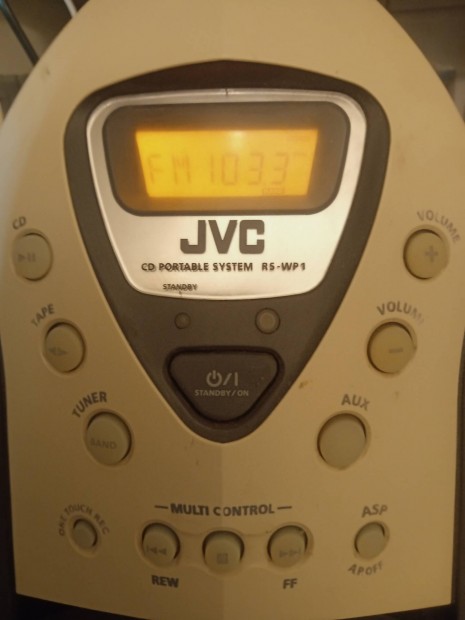 FM 103.3
JVC
CD PORTABLE SYSTEM RS-WP1
STANDBY
CD
VOLUME
+
TAPE
VOLUME
-
STANDBY/ON
TUNER
BAND
AUX
ONE TOUCH REC
MULTI CONTROL
ASP
REW
FF